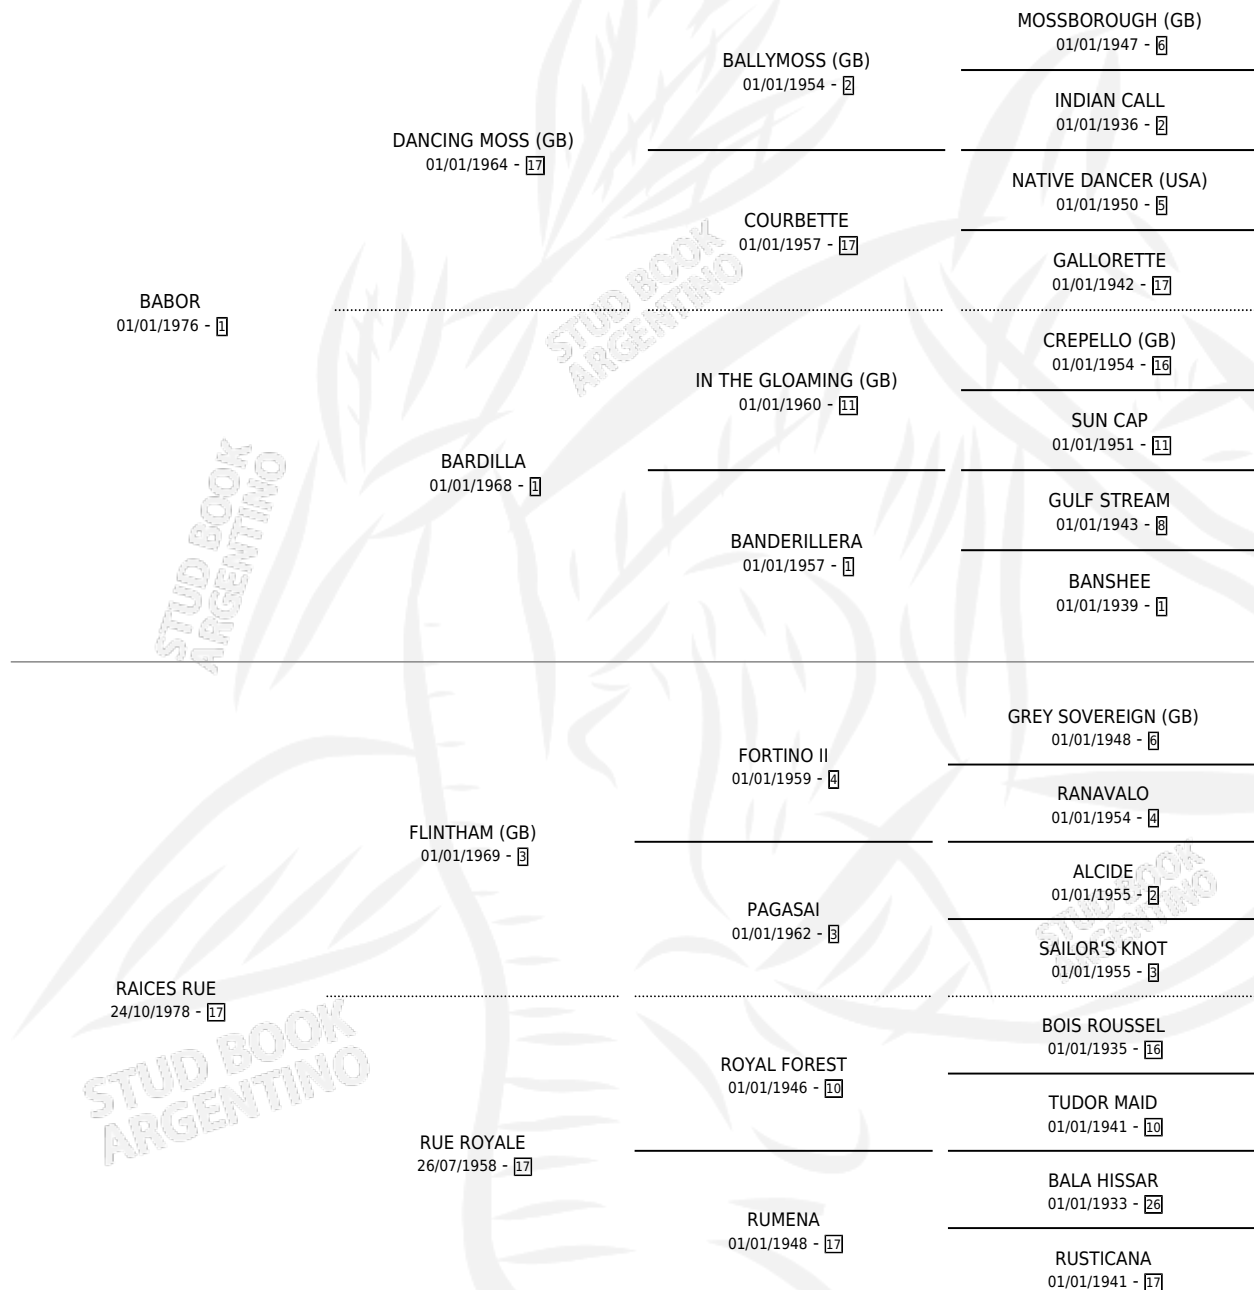 MOSSBOROUGH (GB)
01/01/1947 - 6
BALLYMOSS (GB)
01/01/1954 - 2
INDIAN CALL
01/01/1936 - 2
DANCING MOSS (GB)
01/01/1964 - 17
NATIVE DANCER (USA)
01/01/1950 - 5
COURBETTE
01/01/1957 - 17
GALLORETTE
01/01/1942 - 17
BABOR
01/01/1976 - 1
CREPELLO (GB)
01/01/1954 - 16
IN THE GLOAMING (GB)
01/01/1960 - 11
SUN CAP
01/01/1951 - 11
BARDILLA
01/01/1968 - 1
GULF STREAM
01/01/1943 - 8
BANDERILLERA
01/01/1957 - 1
BANSHEE
01/01/1939 - 1
GREY SOVEREIGN (GB)
01/01/1948 - 6
FORTINO II
01/01/1959 - 4
RANAVALO
01/01/1954 - 4
FLINTHAM (GB)
01/01/1969 - 3
ALCIDE
01/01/1955 - 2
PAGASAI
01/01/1962 - 3
SAILOR'S KNOT
01/01/1955 - 3
RAICES RUE
24/10/1978 - 17
BOIS ROUSSEL
01/01/1935 - 16
ROYAL FOREST
01/01/1946 - 10
TUDOR MAID
01/01/1941 - 10
RUE ROYALE
26/07/1958 - 17
BALA HISSAR
01/01/1933 - 26
RUMENA
01/01/1948 - 17
RUSTICANA
01/01/1941 - 17
STUD BOOK
ARGENTINO
STUD BOOK
ARGENTINO
STUD BOOK
ARGENTINO
STUD BOOK
ARGENTINO